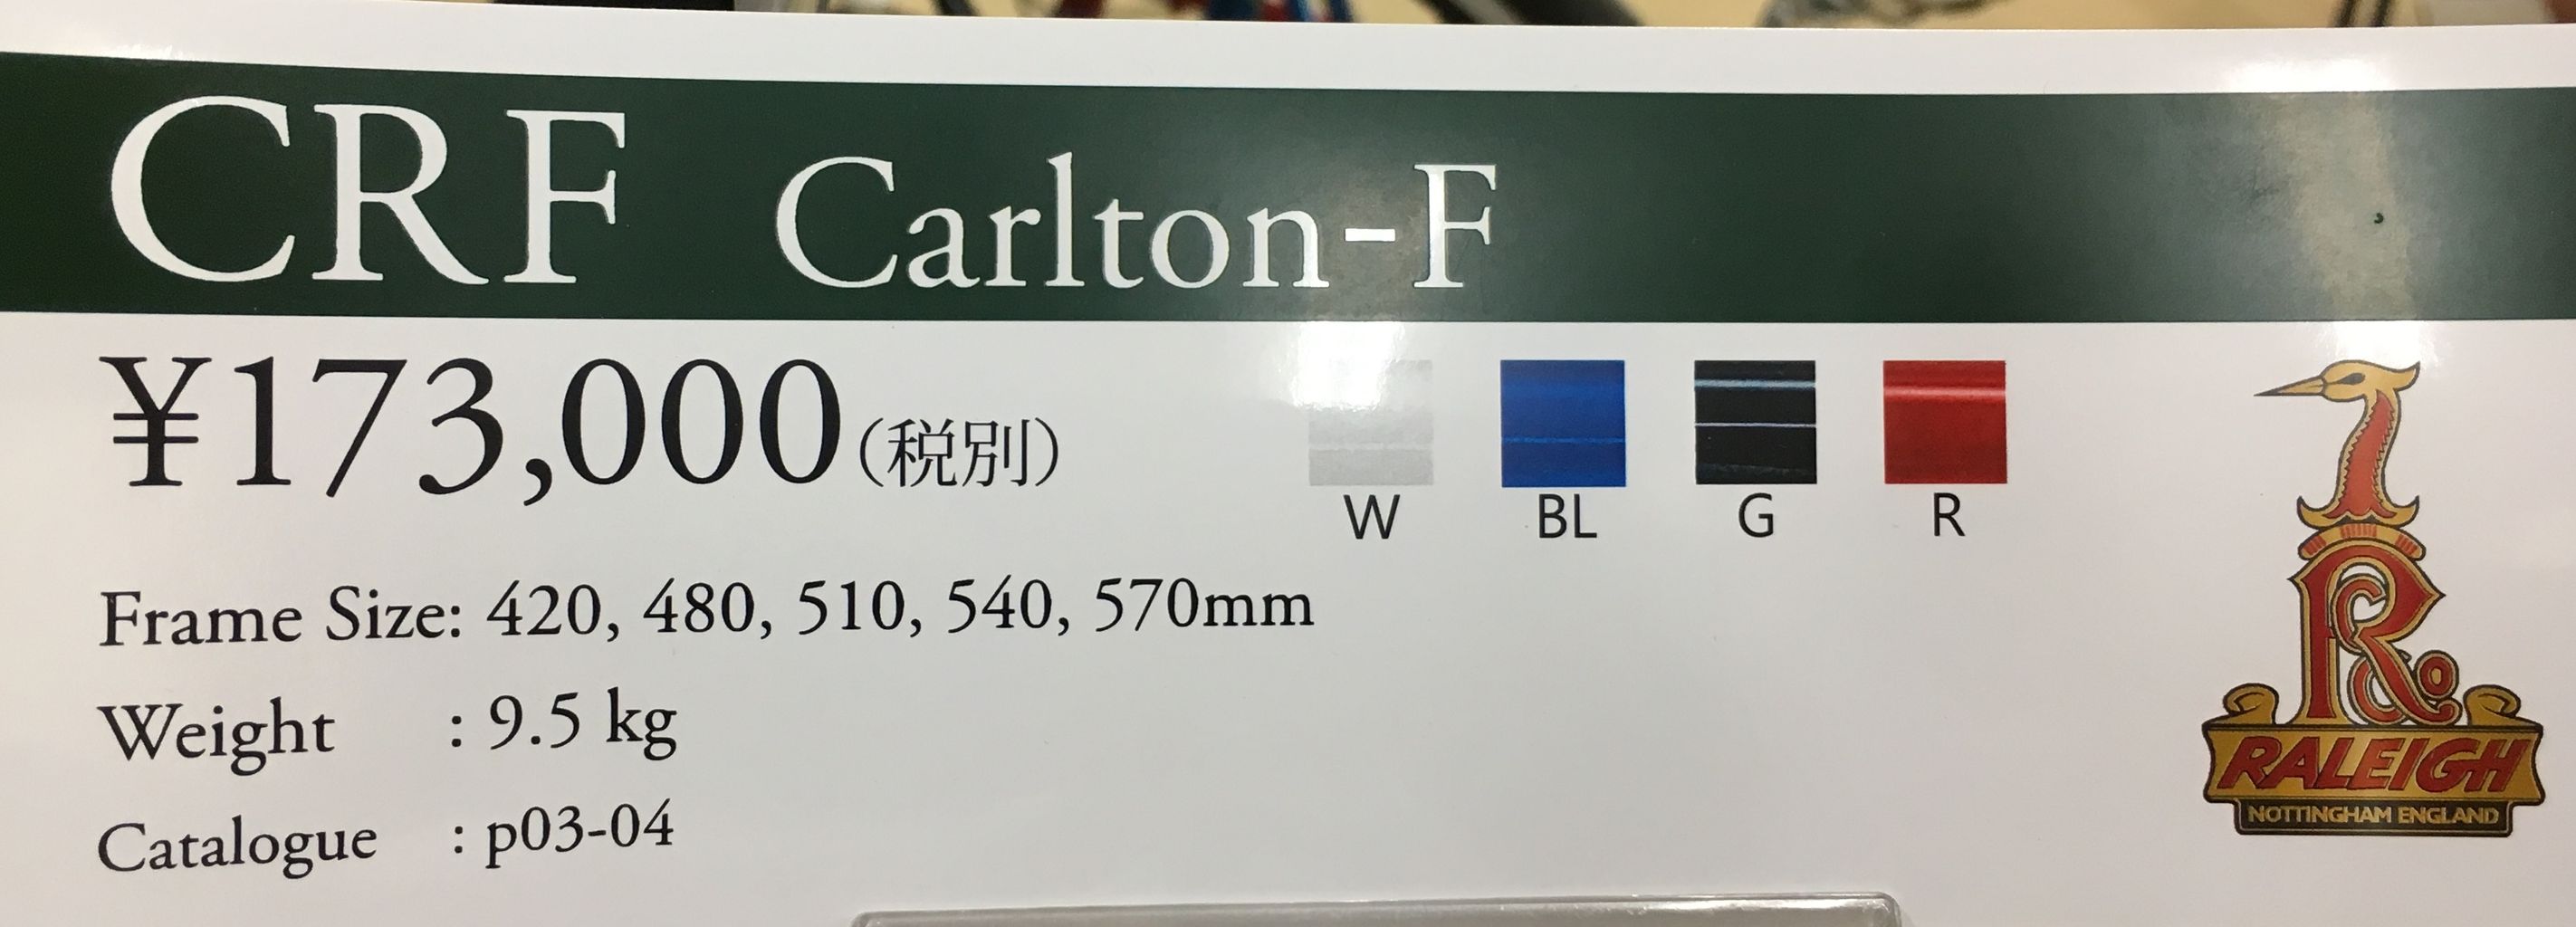 CRF Carlton-F
¥173,000(税別)
W BL G R
Frame Size: 420, 480, 510, 540, 570mm
Weight : 9.5 kg
Catalogue : p03-04
R&Co
RALEIGH
NOTTINGHAM ENGLAND